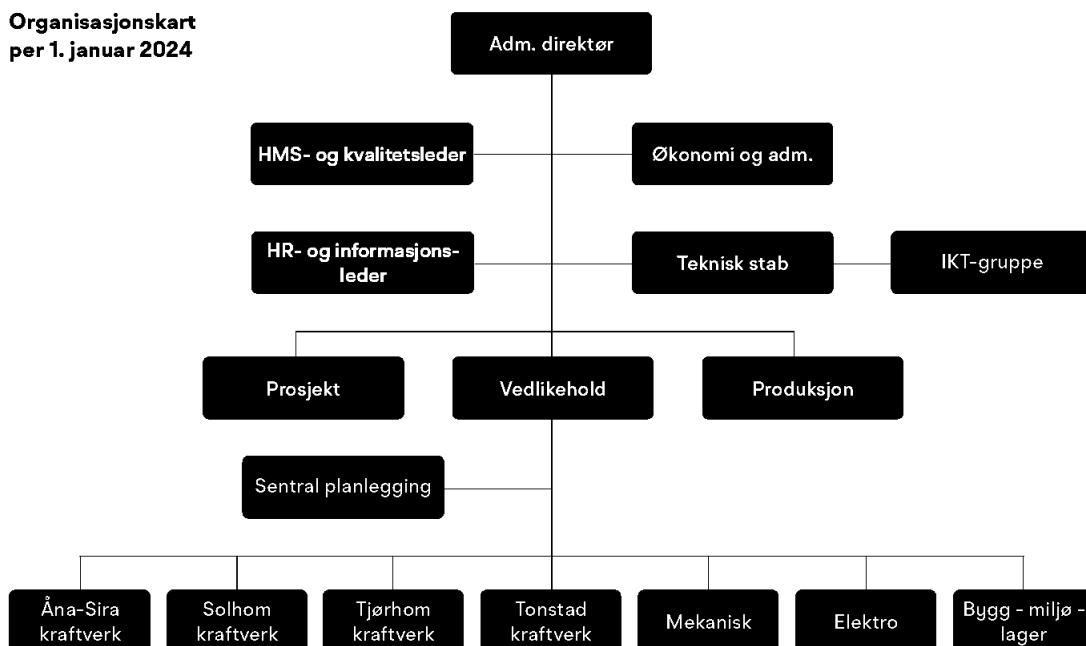 Organisasjonskart
per 1. januar 2024
Adm. direktør
HMS- og kvalitetsleder
Økonomi og adm.
HR- og informasjons-
leder
Teknisk stab
IKT-gruppe
Prosjekt
Vedlikehold
Produksjon
Sentral planlegging
Åna-Sira
kraftverk
Solhom
kraftverk
Tjørhom
kraftverk
Tonstad
kraftverk
Mekanisk
Elektro
Bygg - miljø -
lager